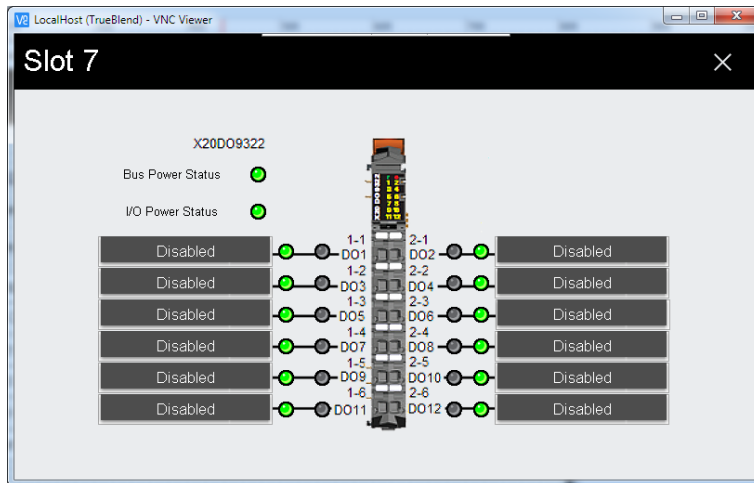 LocalHost (TrueBlend) - VNC Viewer
Slot 7
X20DO9322
Bus Power Status
I/O Power Status
Disabled 1-1 DO1 2-1 DO2 Disabled
Disabled 1-2 DO3 2-2 DO4 Disabled
Disabled 1-3 DO5 2-3 DO6 Disabled
Disabled 1-4 DO7 2-4 DO8 Disabled
Disabled 1-5 DO9 2-5 DO10 Disabled
Disabled 1-6 DO11 2-6 DO12 Disabled